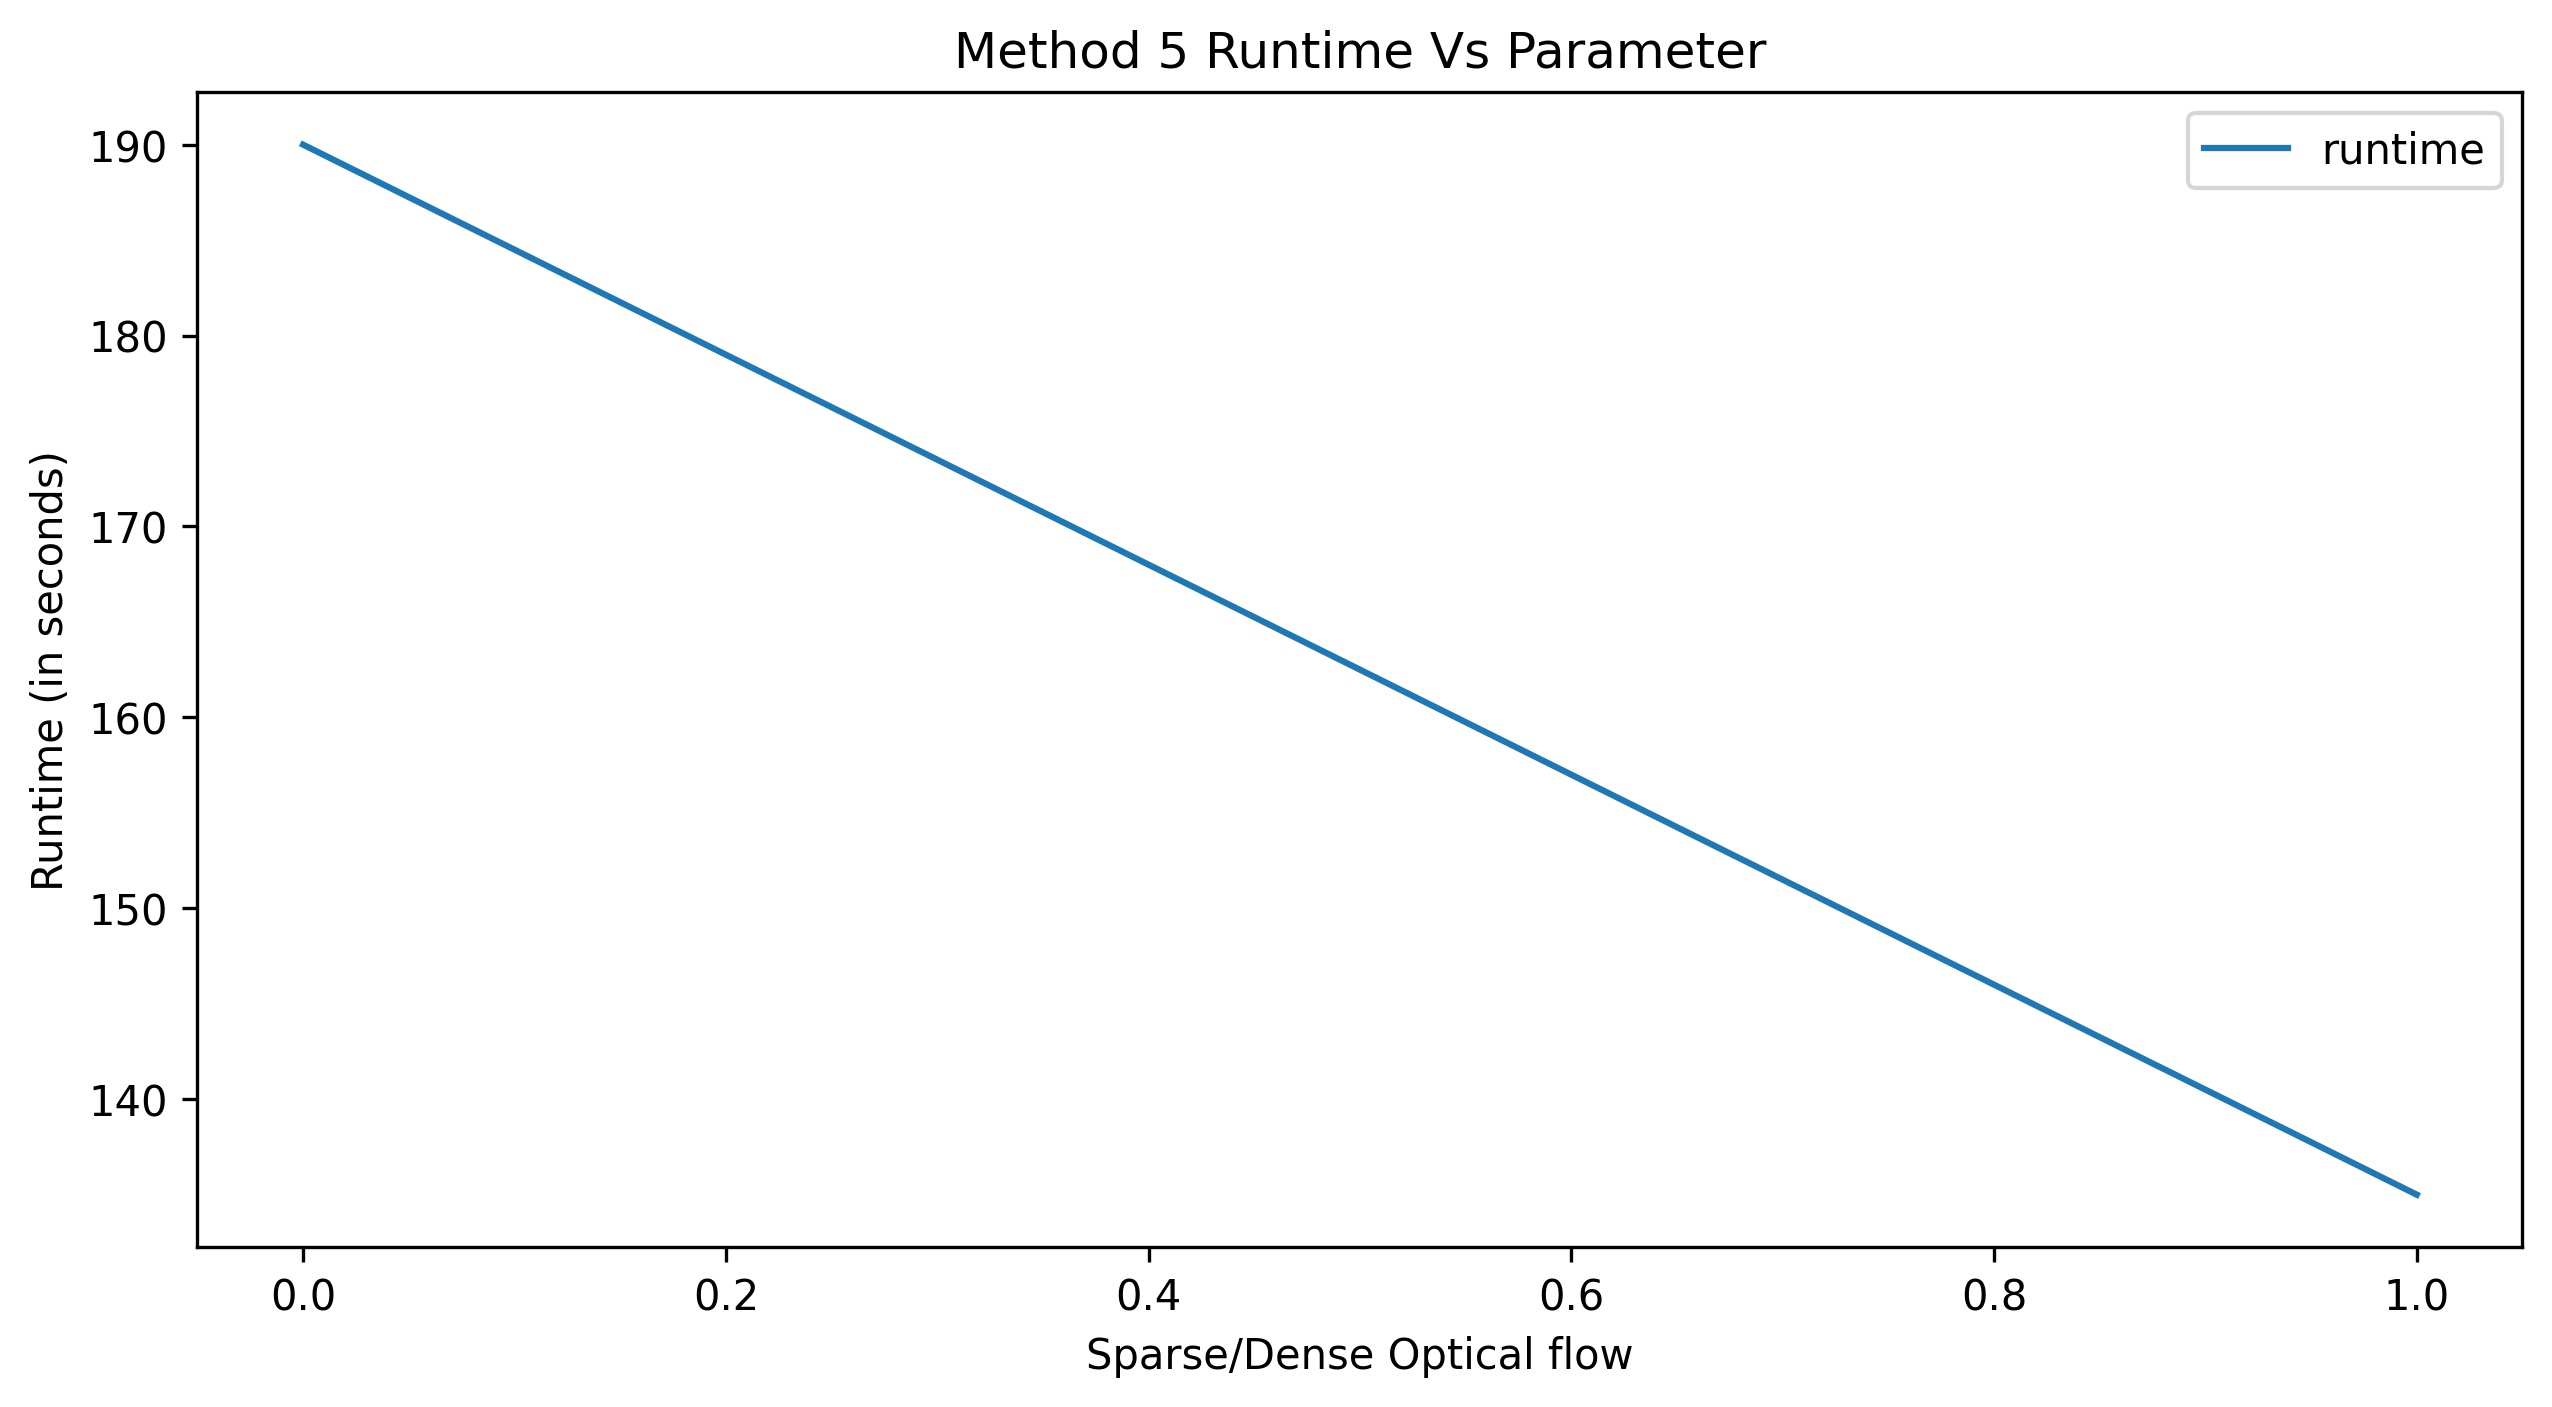 Method 5 Runtime Vs Parameter
runtime
Runtime (in seconds)
190
180
170
160
150
140
0.0 0.2 0.4 0.6 0.8 1.0
Sparse/Dense Optical flow